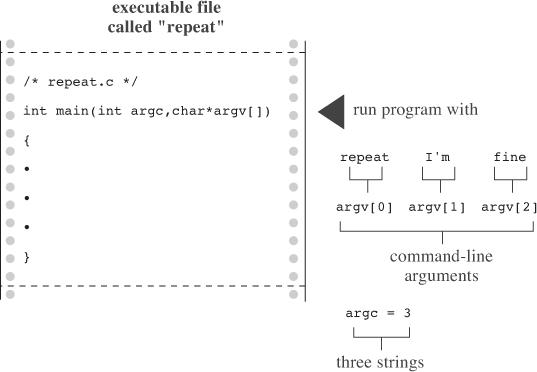 executable file
called "repeat"
/* repeat.c */
int main(int argc,char*argv[])
{
•
•
•
}
run program with
repeat I'm fine
argv[0] argv[1] argv[2]
command-line
arguments
argc = 3
three strings